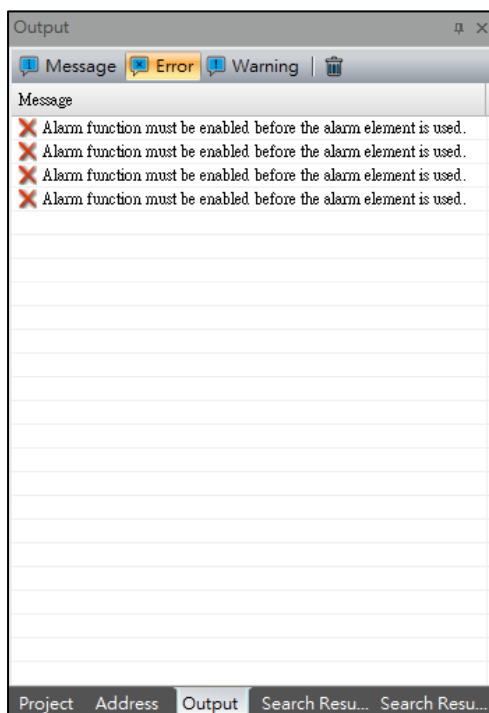 Output
Message Error Warning
Message
Alarm function must be enabled before the alarm element is used.
Alarm function must be enabled before the alarm element is used.
Alarm function must be enabled before the alarm element is used.
Alarm function must be enabled before the alarm element is used.
Project Address Output Search Resu... Search Resu...